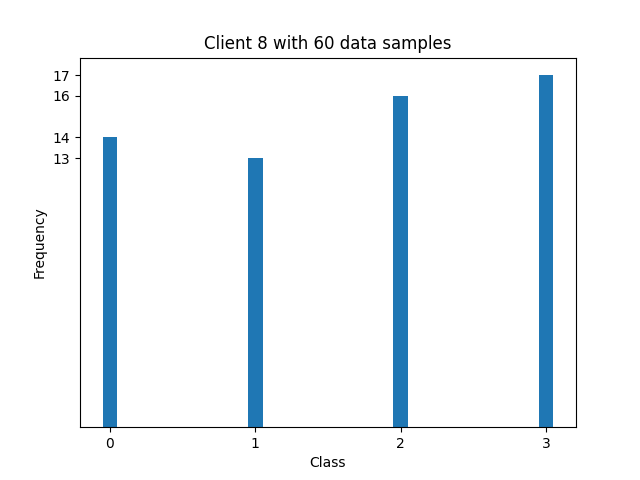 Client 8 with 60 data samples
17
16
14
13
Frequency
0 1 2 3
Class